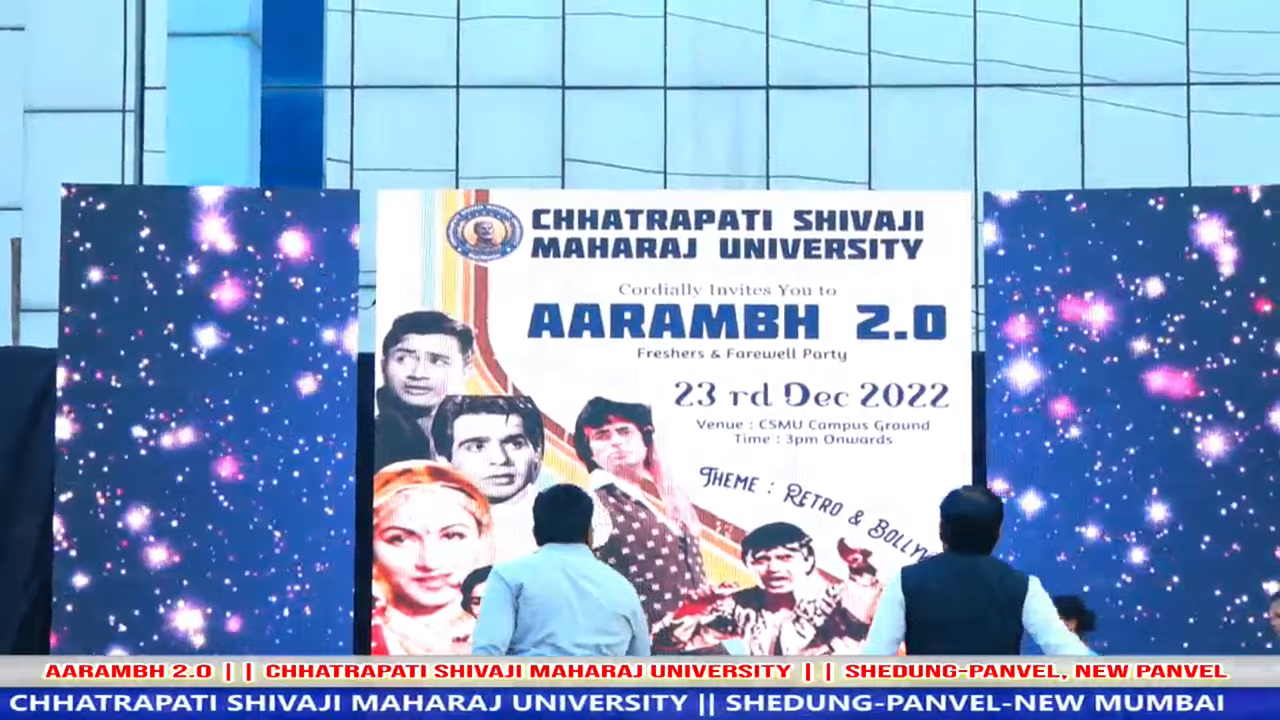 CHHATRAPATI SHIVAJI
MAHARAJ UNIVERSITY
Cordially Invites You to
AARAMBH 2.0
Freshers & Farewell Party
23 rd Dec 2022
Venue : CSMU Campus Ground
Time : 3pm Onwards
THEME : RETRO & BOLLYW
AARAMBH 2.0 || CHHATRAPATI SHIVAJI MAHARAJ UNIVERSITY || SHEDUNG-PANVEL, NEW PANVEL
CHHATRAPATI SHIVAJI MAHARAJ UNIVERSITY || SHEDUNG-PANVEL-NEW MUMBAI